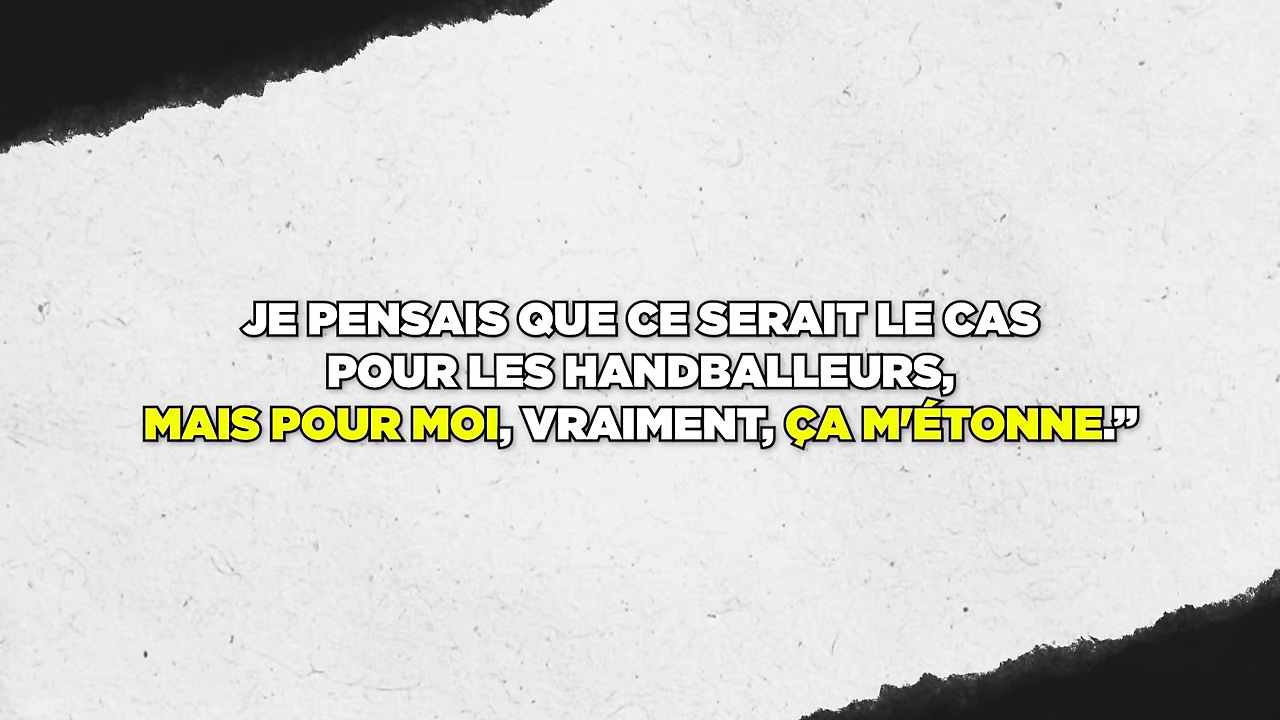 JE PENSAIS QUE CE SERAIT LE CAS
POUR LES HANDBALLEURS,
MAIS POUR MOI, VRAIMENT, ÇA M'ÉTONNE.”